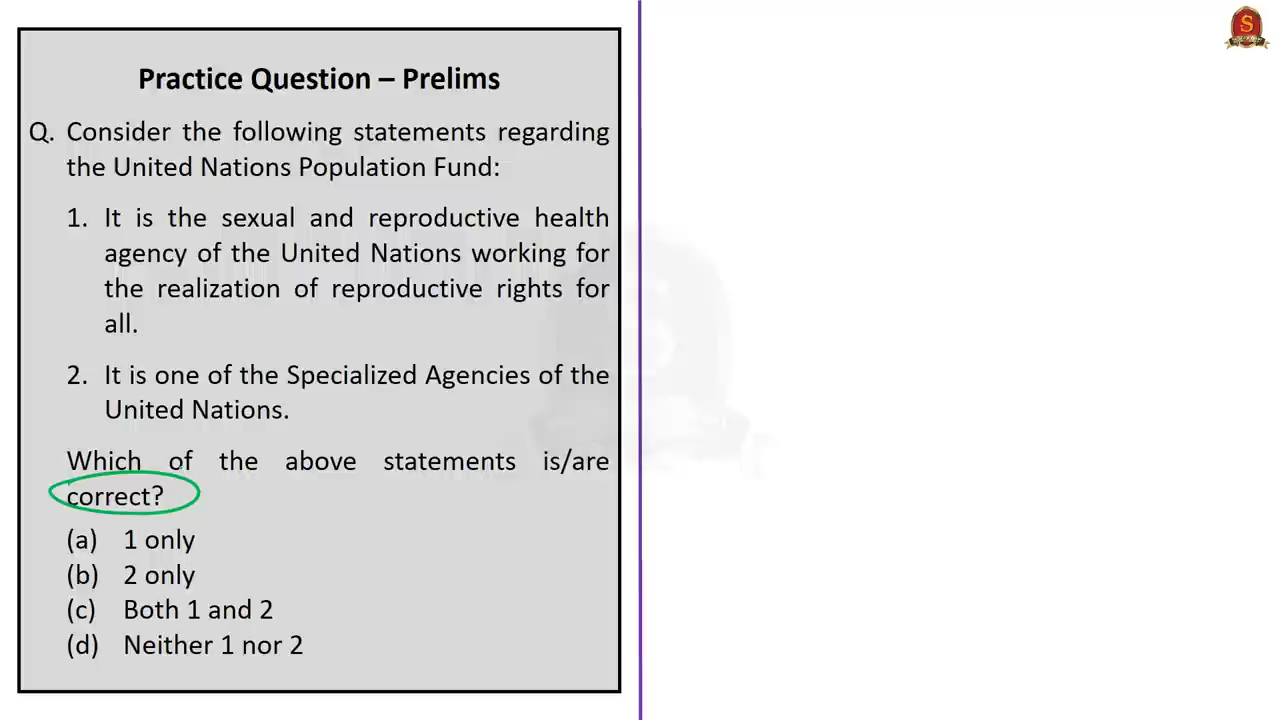 Practice Question – Prelims
Q. Consider the following statements regarding
the United Nations Population Fund:
1. It is the sexual and reproductive health
agency of the United Nations working for
the realization of reproductive rights for
all.
2. It is one of the Specialized Agencies of the
United Nations.
Which of the above statements is/are
correct?
(a) 1 only
(b) 2 only
(c) Both 1 and 2
(d) Neither 1 nor 2
S